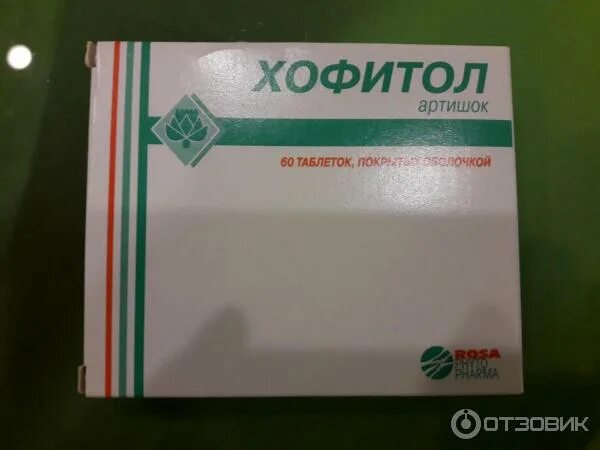 ХОФИТОЛ
артишок
60 ТАБЛЕТОК, ПОКРЫТЫХ ОБОЛОЧКОЙ
ROSA
PHYTO
PHARMA
ОТЗОВИК